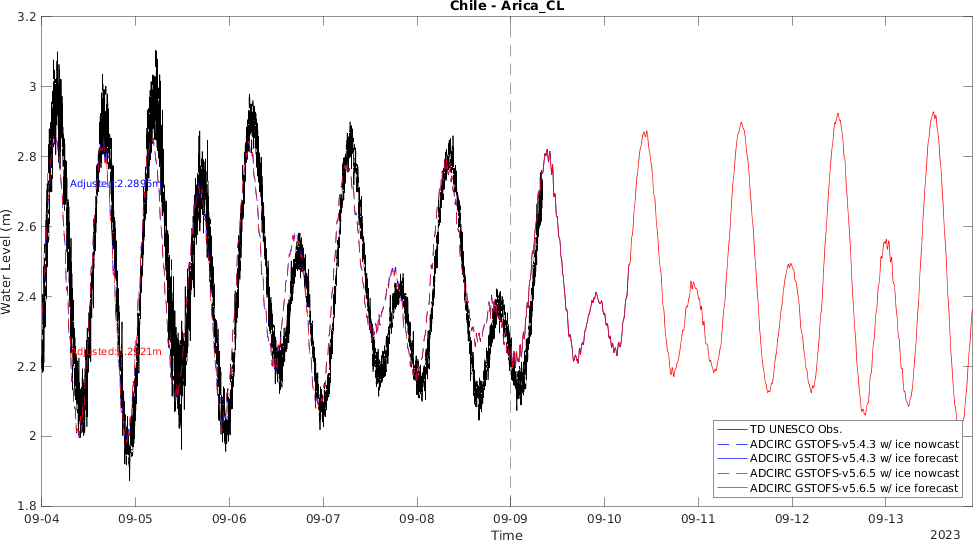 Chile - Arica_CL
3.2
3
2.8
2.6
2.4
2.2
2
1.8
Water Level (m)
Adjusted:2.2896m
TD UNESCO Obs.
ADCIRC GSTOFS-v5.4.3 w/ ice nowcast
ADCIRC GSTOFS-v5.4.3 w/ ice forecast
ADCIRC GSTOFS-v5.6.5 w/ ice nowcast
ADCIRC GSTOFS-v5.6.5 w/ ice forecast
09-04 09-05 09-06 09-07 09-08 09-09 09-10 09-11 09-12 09-13
Time
2023